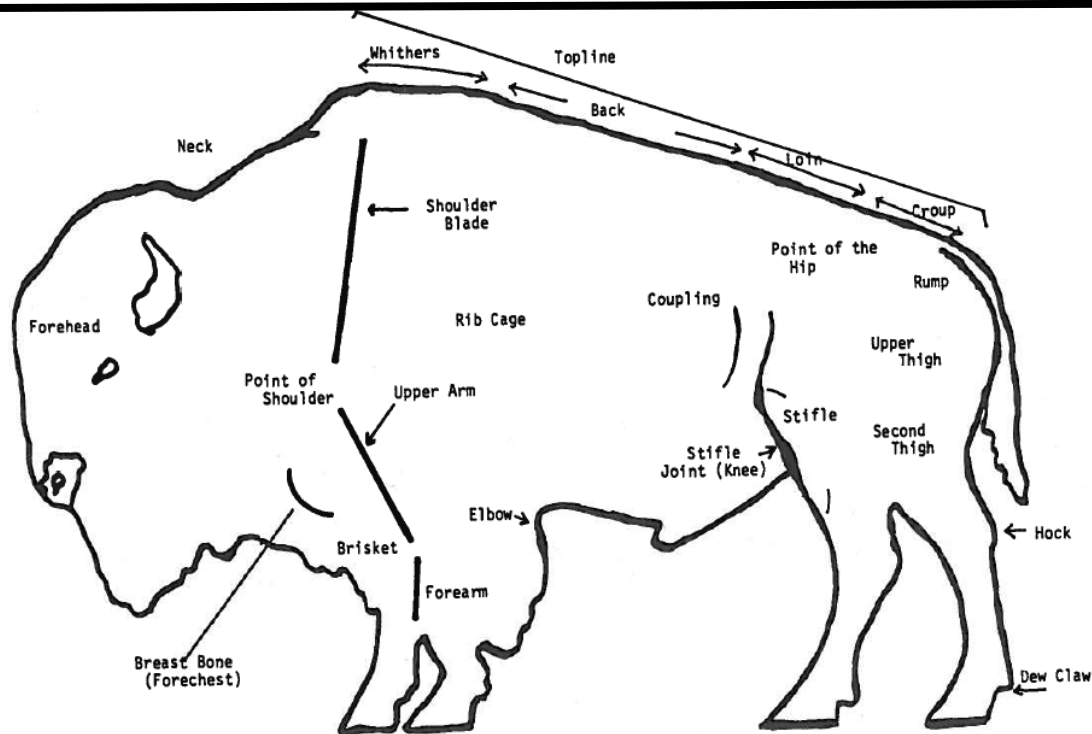 Whithers
Topline
Back
Neck
Loin
Shoulder
Blade
Croup
Point of the
Hip
Rump
Coupling
Forehead
Rib Cage
Upper
Thigh
Point of
Shoulder
Upper Arm
Stifle
Second
Thigh
Stifle
Joint (Knee)
Elbow
Hock
Brisket
Forearm
Breast Bone
(Forechest)
Dew Claw